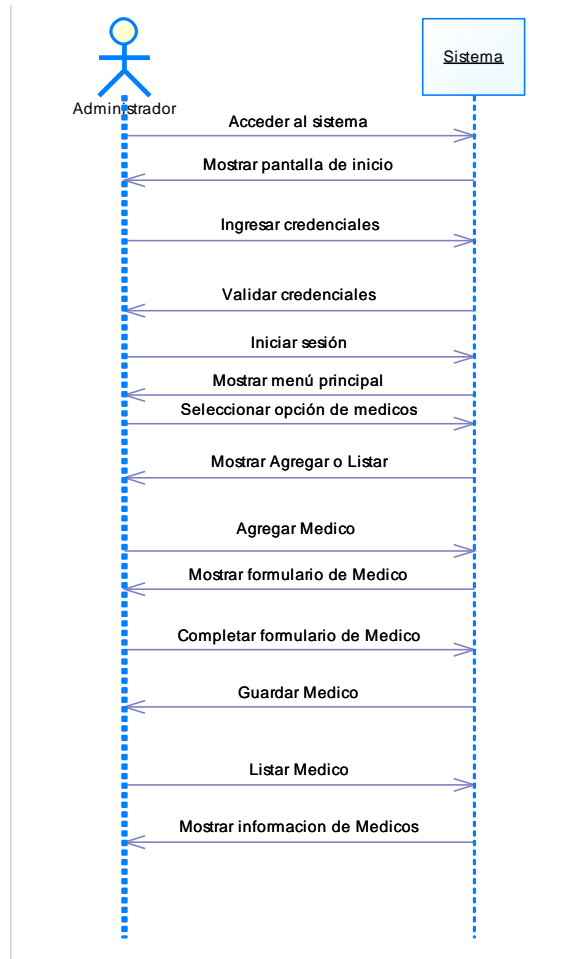 Sistema
Administrador
Acceder al sistema
Mostrar pantalla de inicio
Ingresar credenciales
Validar credenciales
Iniciar sesión
Mostrar menú principal
Seleccionar opción de medicos
Mostrar Agregar o Listar
Agregar Medico
Mostrar formulario de Medico
Completar formulario de Medico
Guardar Medico
Listar Medico
Mostrar informacion de Medicos